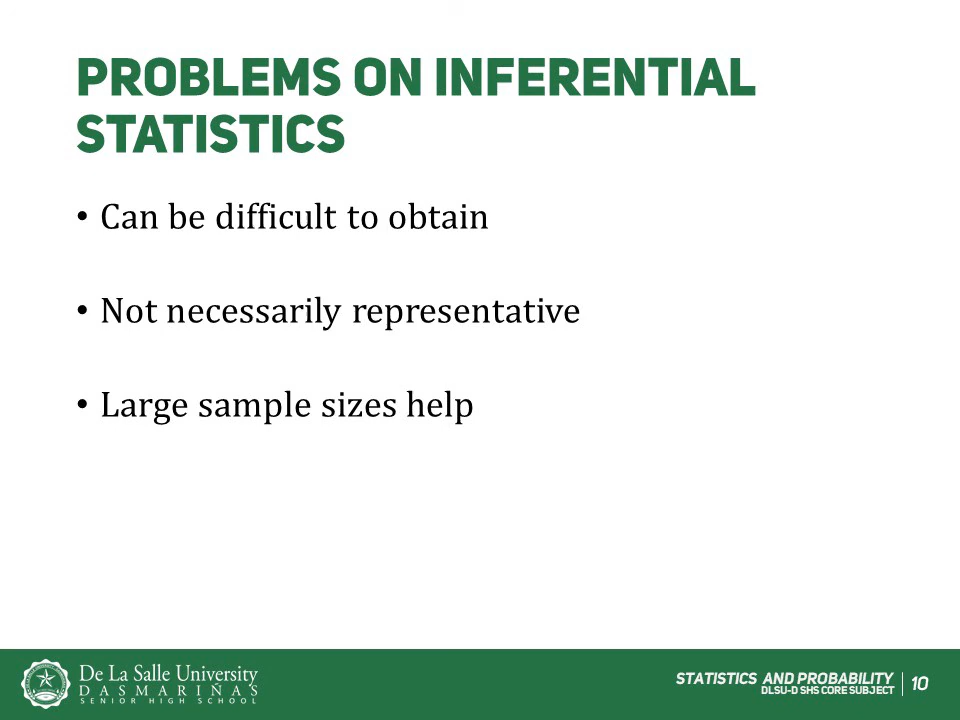 PROBLEMS ON INFERENTIAL
STATISTICS
• Can be difficult to obtain
• Not necessarily representative
• Large sample sizes help
De La Salle University
DASMARIÑAS
SENIOR HIGH SCHOOL
STATISTICS AND PROBABILITY
DLSU-D SHS CORE SUBJECT
10